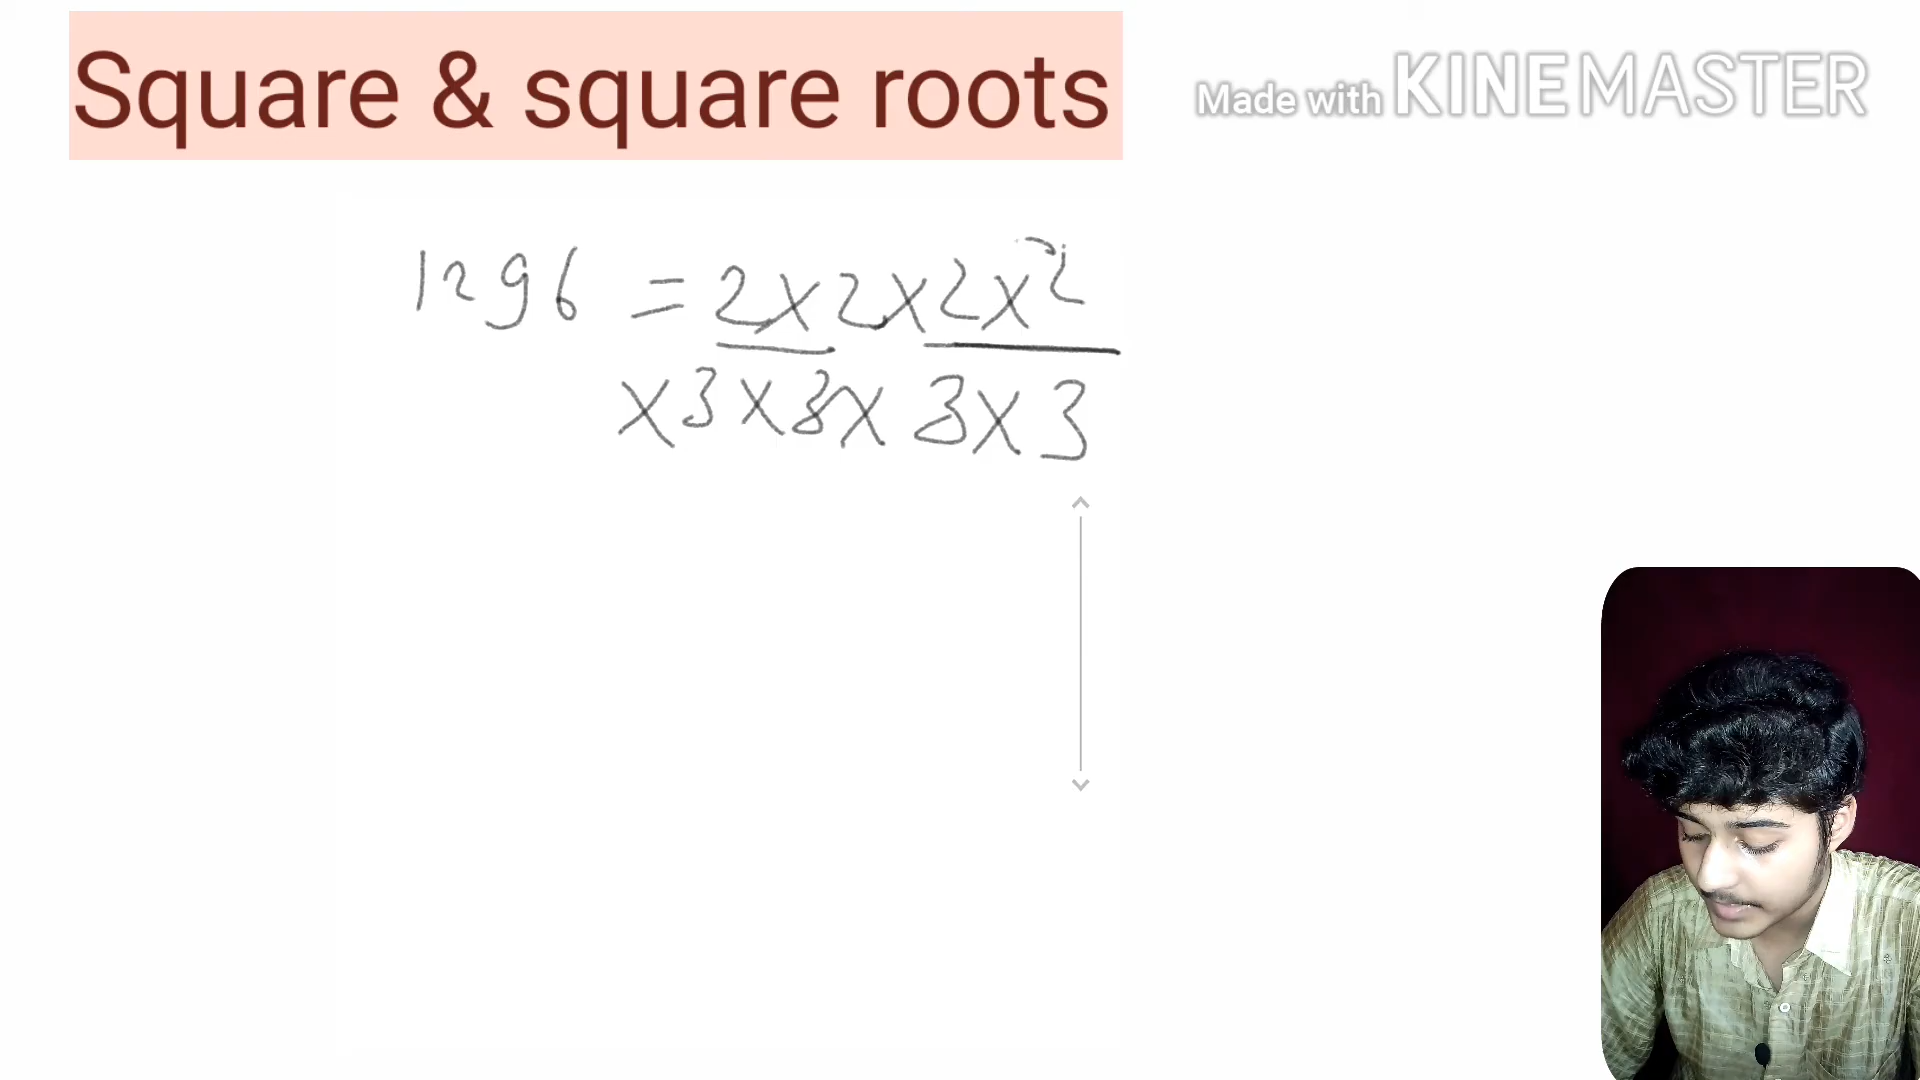 Square & square roots
Made with KINEMASTER
1296 = 2x2x2x2
x3x3x3x3